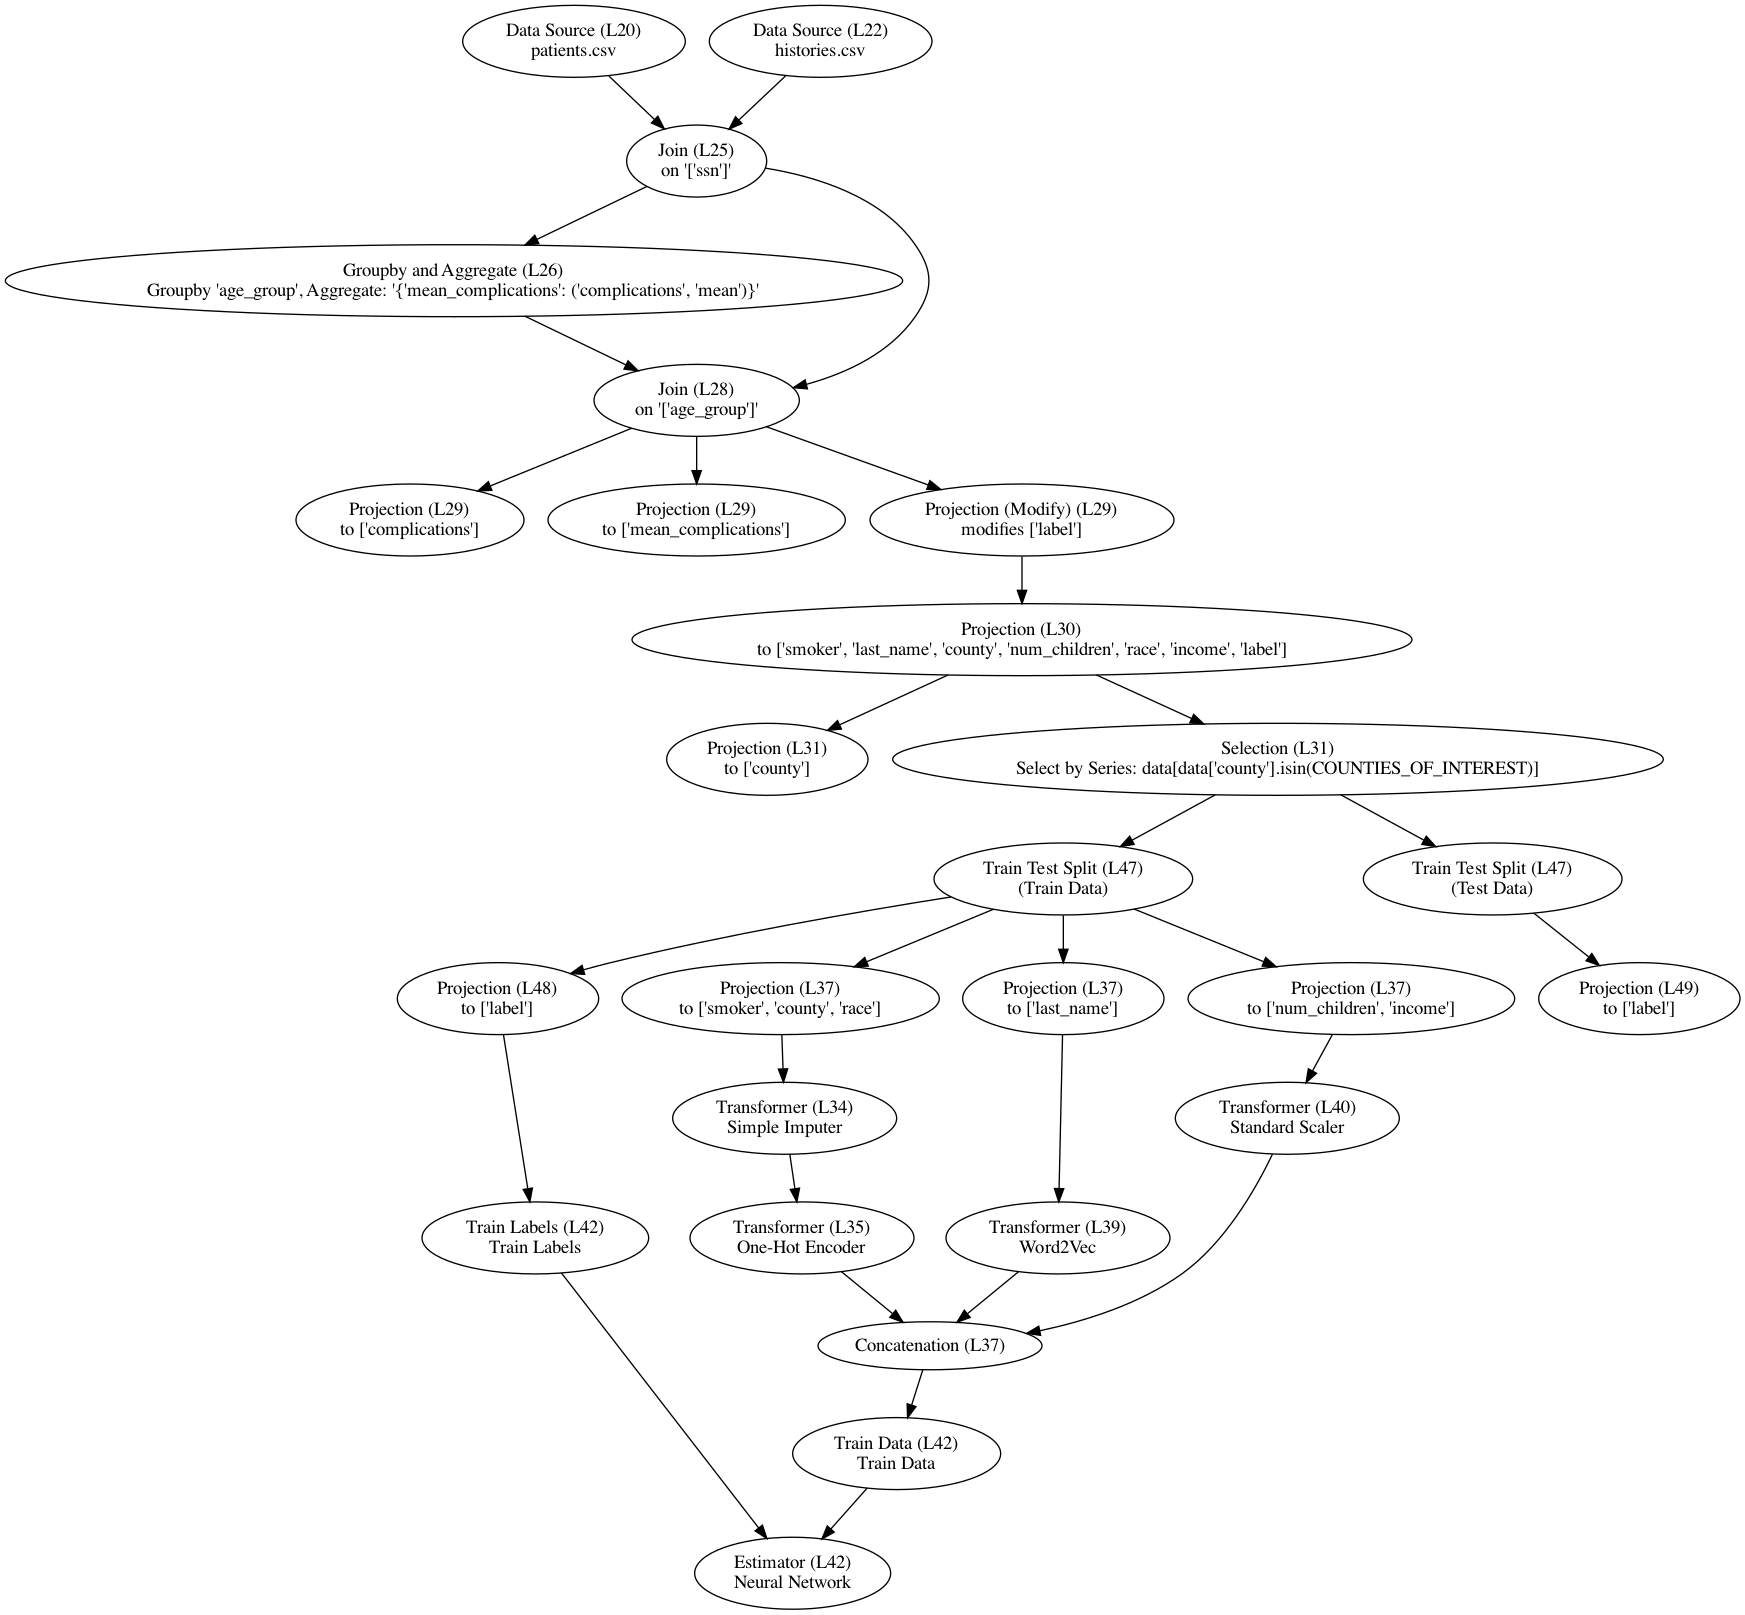 Data Source (L20)
patients.csv
Data Source (L22)
histories.csv
Join (L25)
on '['ssn']'
Groupby and Aggregate (L26)
Groupby 'age_group', Aggregate: '{'mean_complications': ('complications', 'mean')}'
Join (L28)
on '['age_group']'
Projection (L29)
to ['complications']
Projection (L29)
to ['mean_complications']
Projection (Modify) (L29)
modifies ['label']
Projection (L30)
to ['smoker', 'last_name', 'county', 'num_children', 'race', 'income', 'label']
Projection (L31)
to ['county']
Selection (L31)
Select by Series: data[data['county'].isin(COUNTIES_OF_INTEREST)]
Train Test Split (L47)
(Train Data)
Train Test Split (L47)
(Test Data)
Projection (L48)
to ['label']
Projection (L37)
to ['smoker', 'county', 'race']
Projection (L37)
to ['last_name']
Projection (L37)
to ['num_children', 'income']
Projection (L49)
to ['label']
Transformer (L34)
Simple Imputer
Transformer (L40)
Standard Scaler
Train Labels (L42)
Train Labels
Transformer (L35)
One-Hot Encoder
Transformer (L39)
Word2Vec
Concatenation (L37)
Train Data (L42)
Train Data
Estimator (L42)
Neural Network